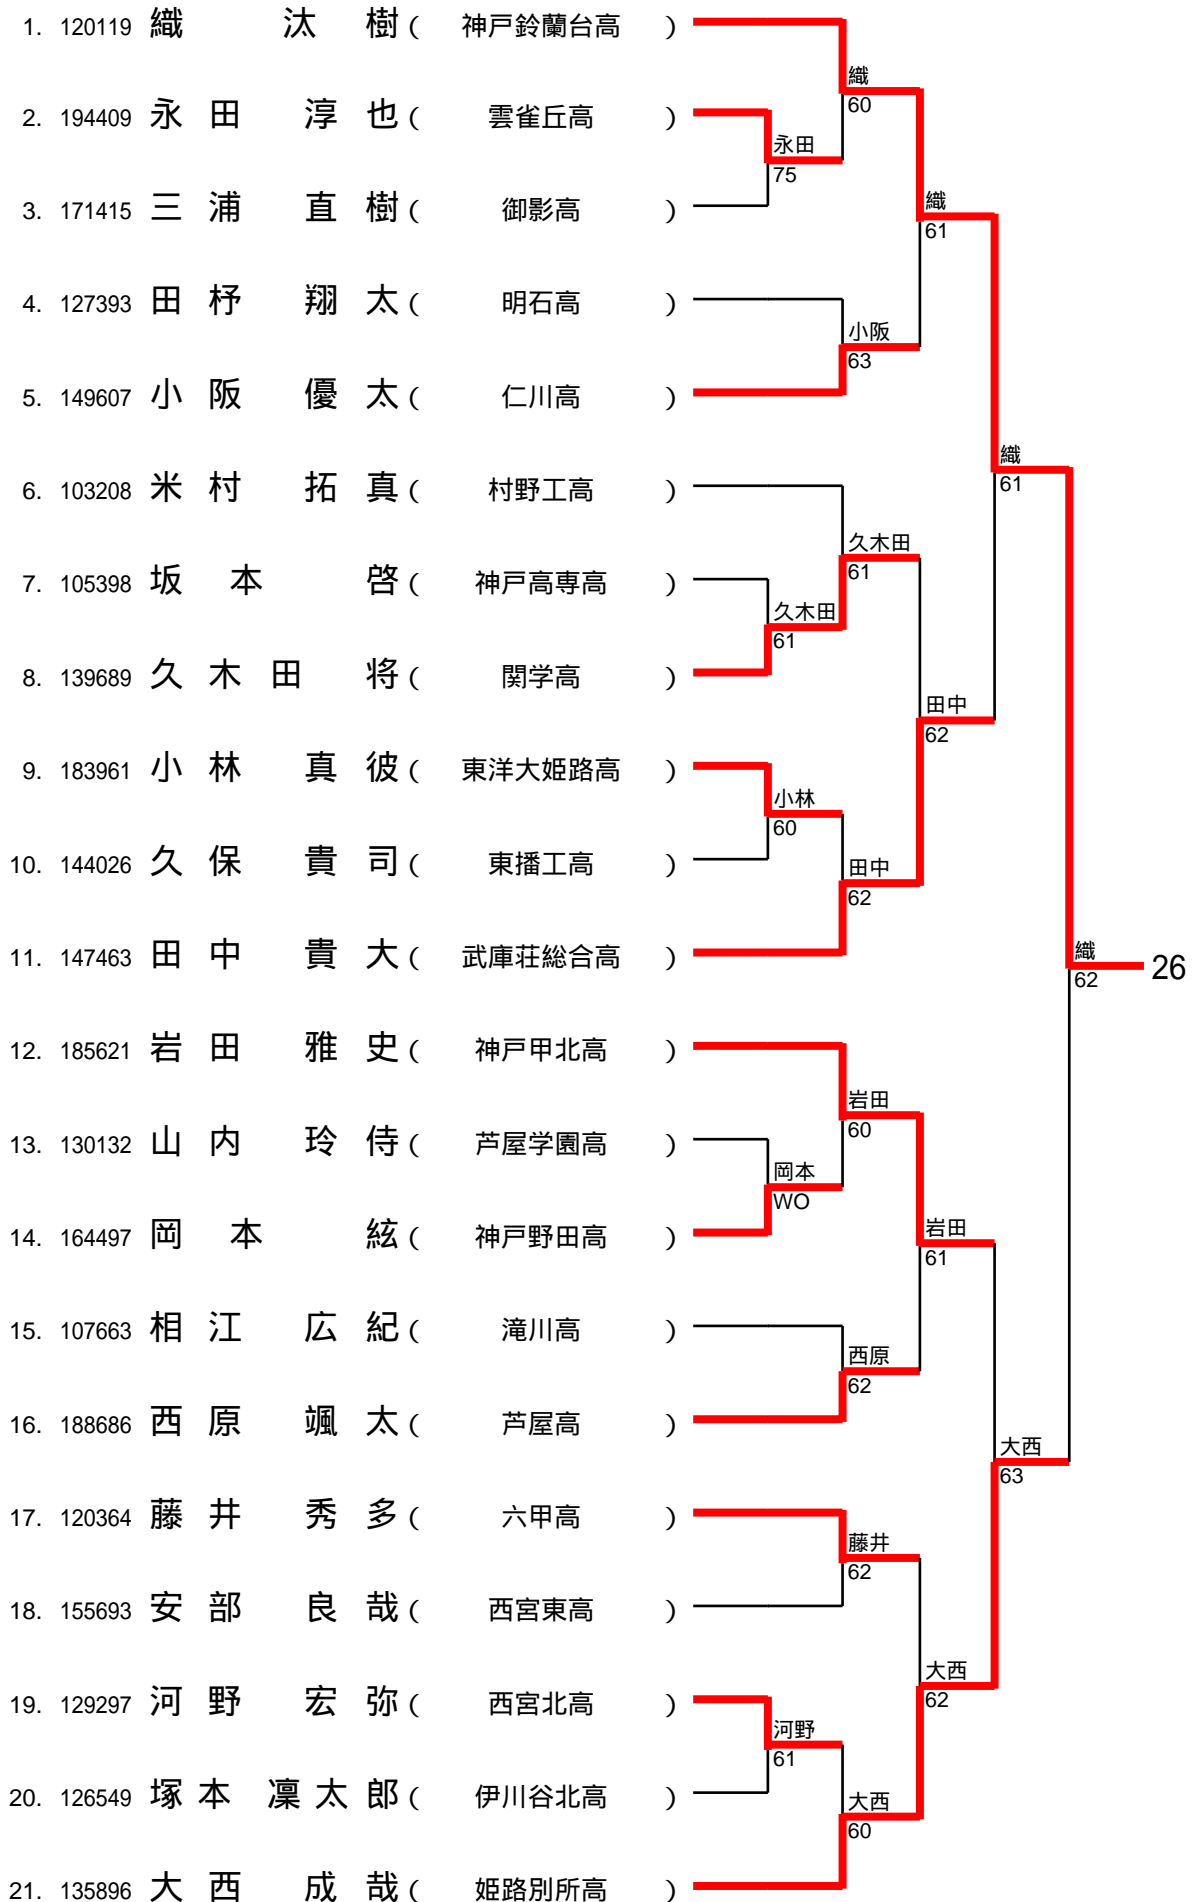 1. 120119 織 汰 樹 ( 神戸鈴蘭台高 )
織
60
2. 194409 永 田 淳 也 ( 雲雀丘高 )
永田
75
3. 171415 三 浦 直 樹 ( 御影高 )
織
61
4. 127393 田 杼 翔 太 ( 明石高 )
小阪
63
5. 149607 小 阪 優 太 ( 仁川高 )
織
61
6. 103208 米 村 拓 真 ( 村野工高 )
久木田
61
7. 105398 坂 本 啓 ( 神戸高専高 )
久木田
61
8. 139689 久 木 田 将 ( 関学高 )
田中
62
9. 183961 小 林 真 彼 ( 東洋大姫路高 )
小林
60
10. 144026 久 保 貴 司 ( 東播工高 )
田中
62
11. 147463 田 中 貴 大 ( 武庫荘総合高 )
織
62
26
12. 185621 岩 田 雅 史 ( 神戸甲北高 )
岩田
60
13. 130132 山 内 玲 侍 ( 芦屋学園高 )
岡本
WO
14. 164497 岡 本 絃 ( 神戸野田高 )
岩田
61
15. 107663 相 江 広 紀 ( 滝川高 )
西原
62
16. 188686 西 原 颯 太 ( 芦屋高 )
大西
63
17. 120364 藤 井 秀 多 ( 六甲高 )
藤井
62
18. 155693 安 部 良 哉 ( 西宮東高 )
大西
62
19. 129297 河 野 宏 弥 ( 西宮北高 )
河野
61
20. 126549 塚 本 凜 太 郎 ( 伊川谷北高 )
大西
60
21. 135896 大 西 成 哉 ( 姫路別所高 )